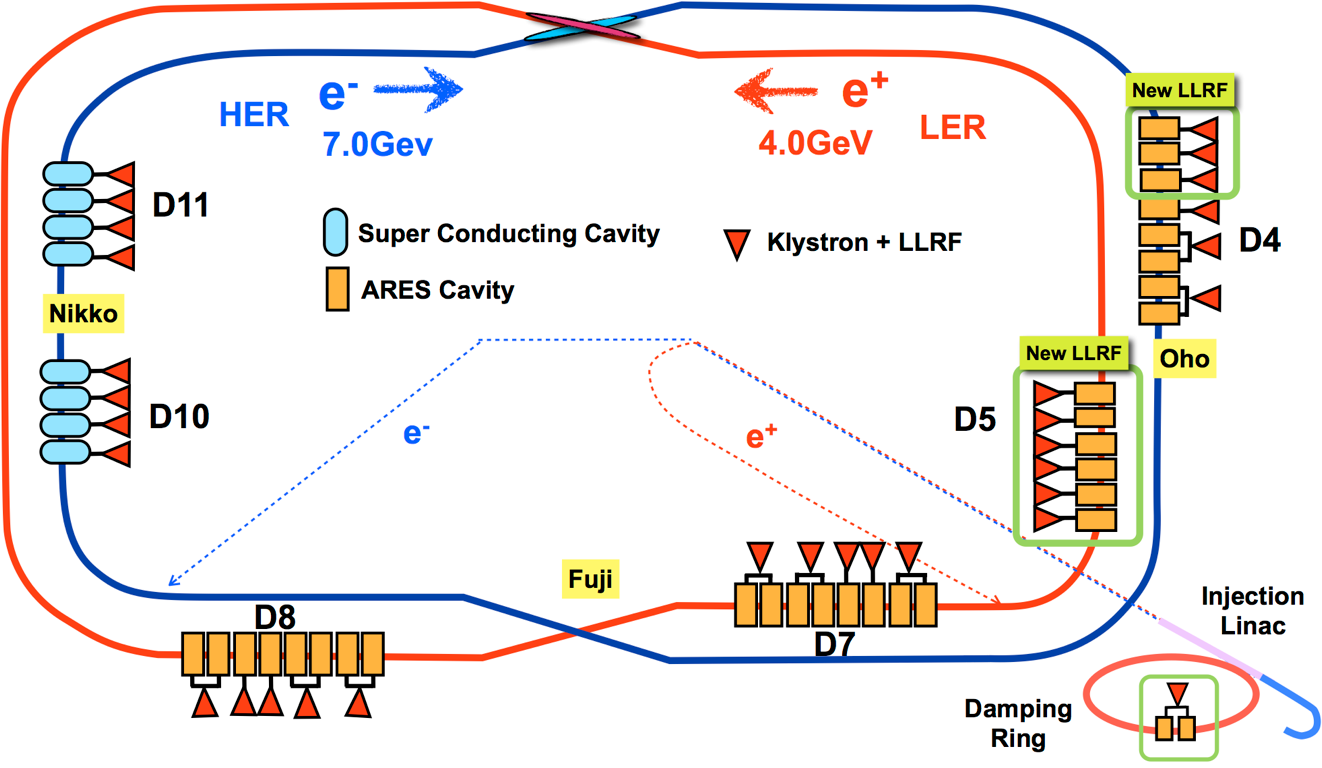 New LLRF
e-
e+
HER
LER
7.0Gev
4.0GeV
D11
Super Conducting Cavity
Klystron + LLRF
D4
ARES Cavity
Nikko
New LLRF
Oho
D10
D5
e-
e+
Fuji
D8
D7
Injection
Linac
Damping
Ring